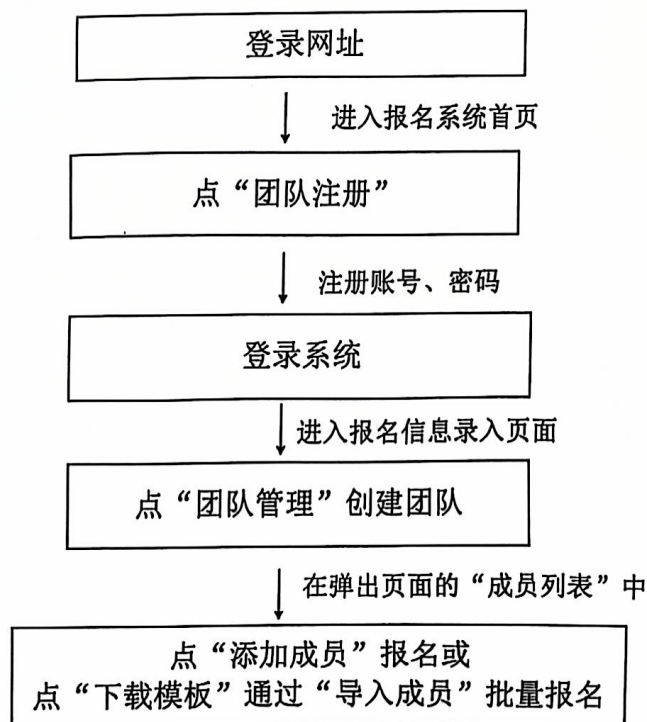 登录网址
进入报名系统首页
点“团队注册”
注册账号、密码
登录系统
进入报名信息录入页面
点“团队管理”创建团队
在弹出页面的“成员列表”中
点“添加成员”报名或
点“下载模板”通过“导入成员”批量报名